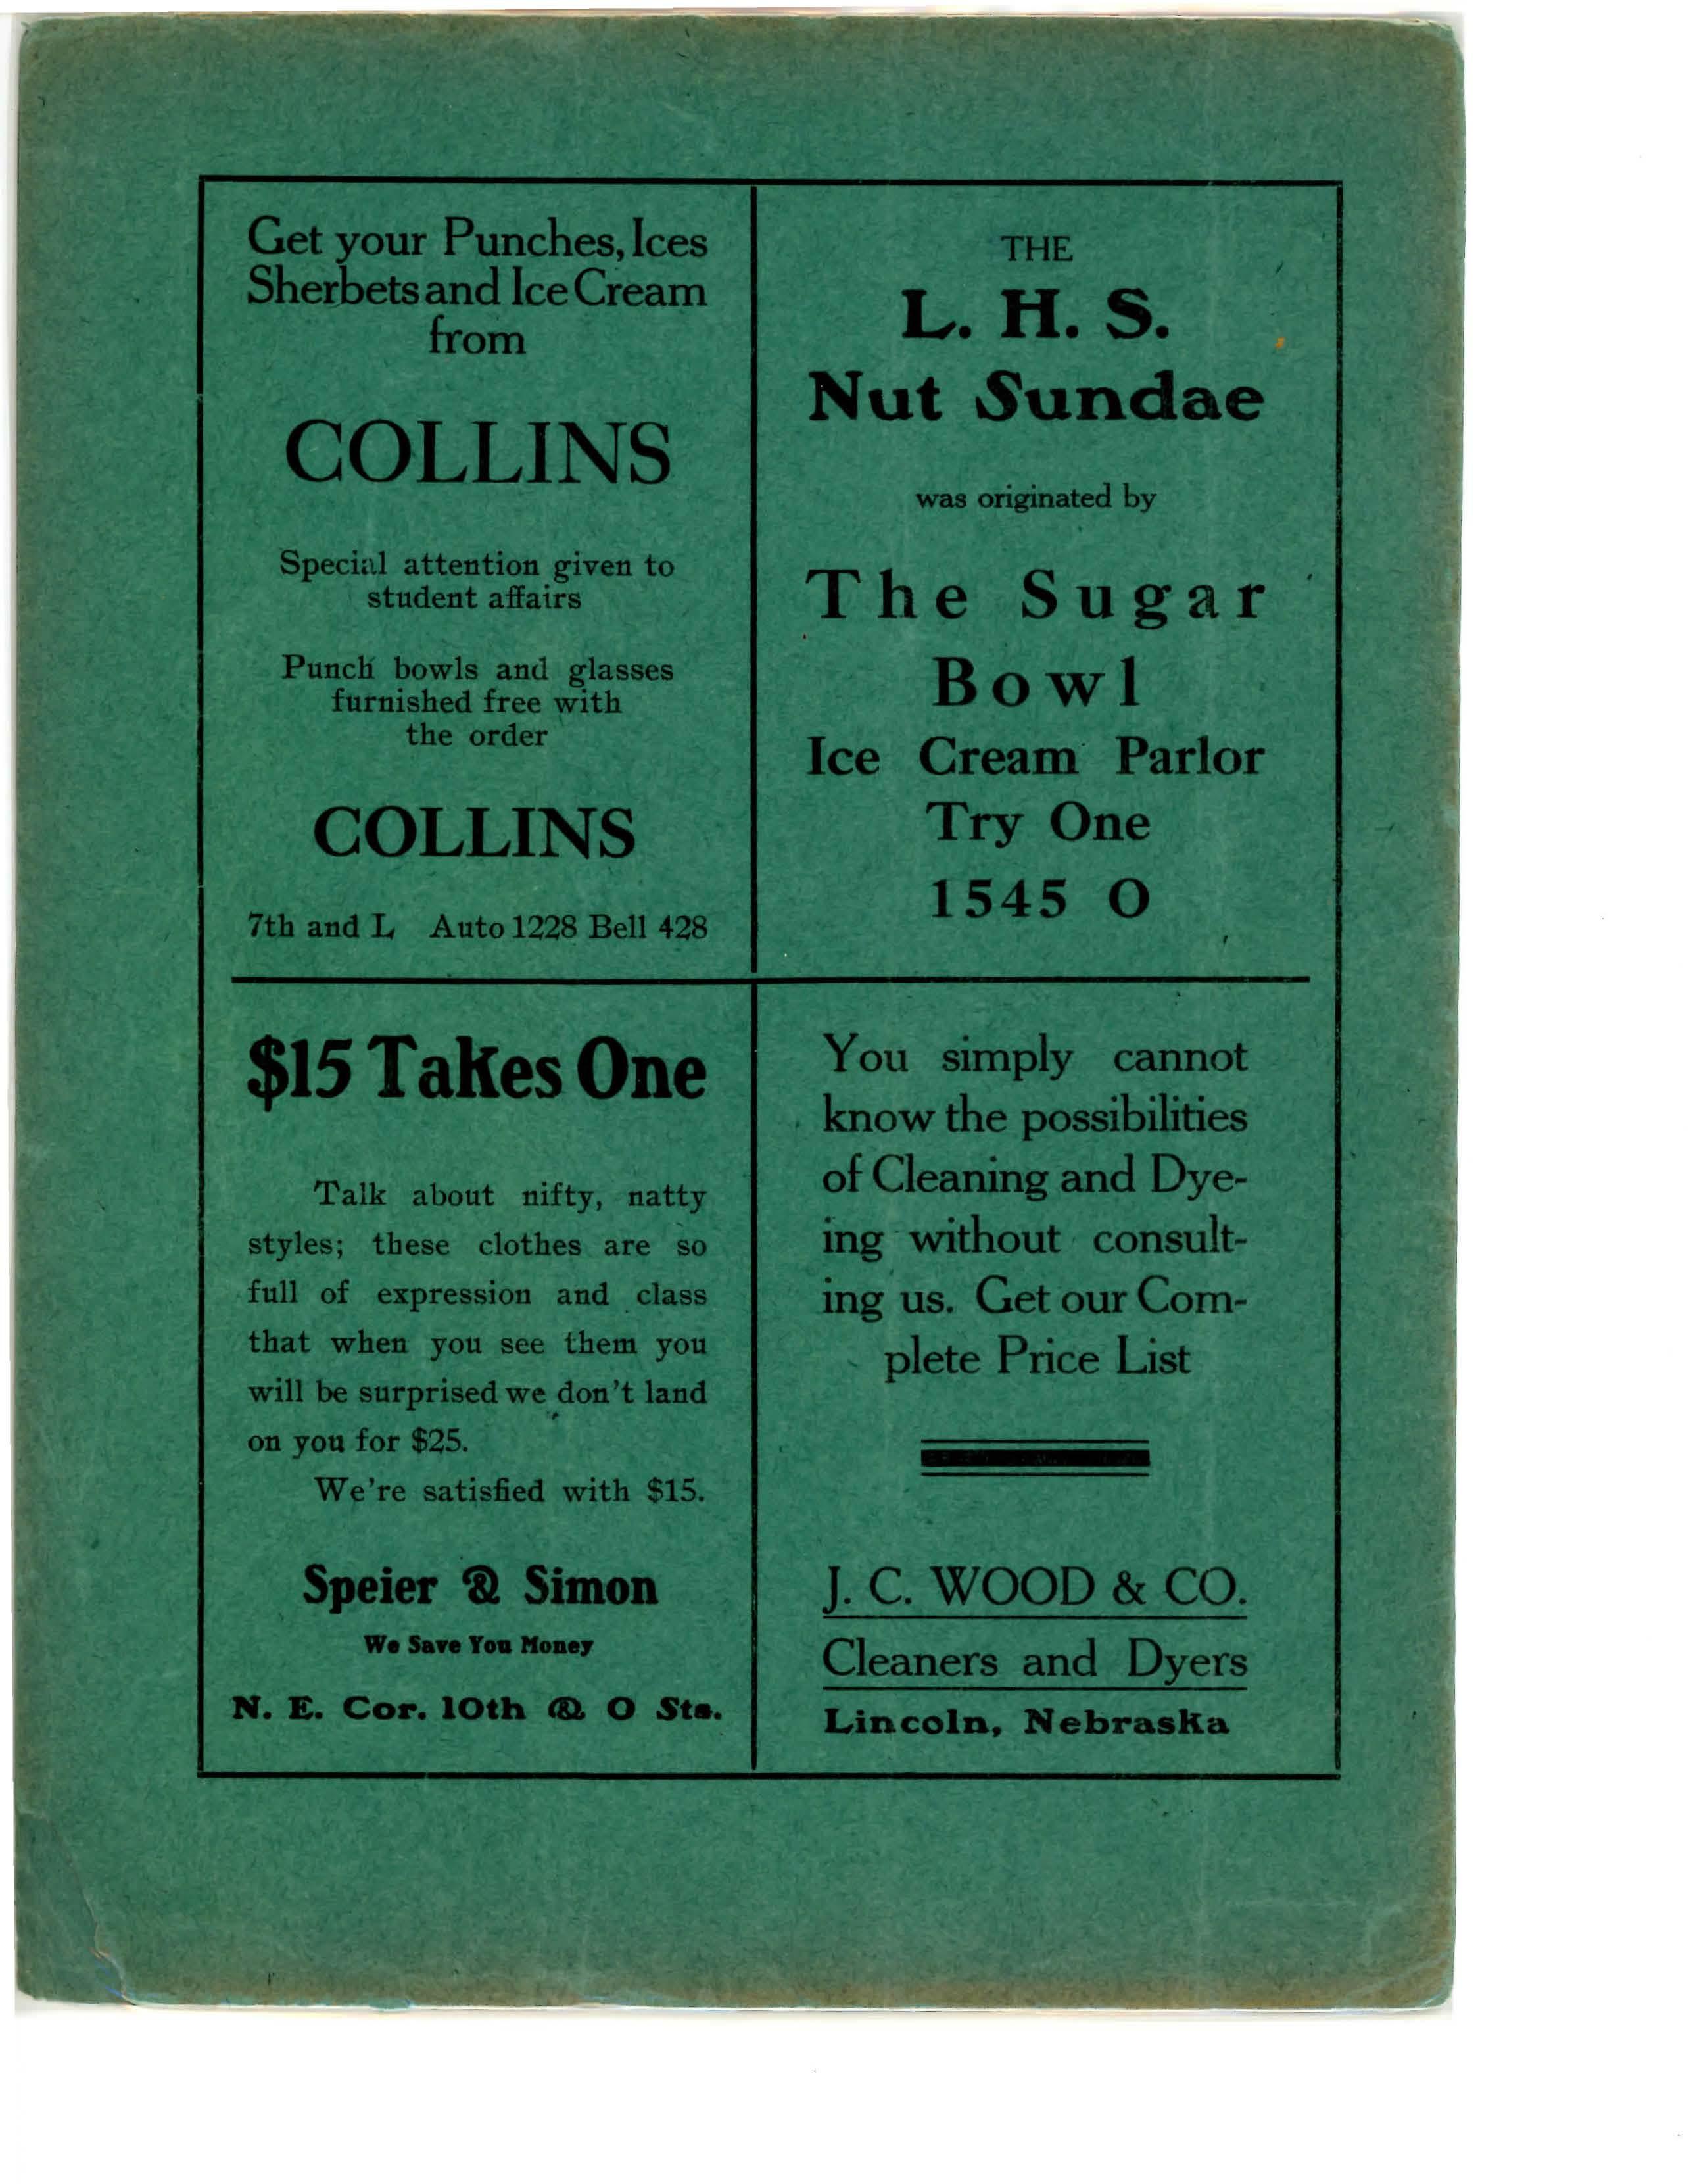 Get your Punches, Ices
Sherbets and Ice Cream
from
COLLINS
Special attention given to
student affairs
Punch bowls and glasses
furnished free with
the order
COLLINS
7th and L Auto 1228 Bell 428
THE
L. H. S.
Nut Sundae
was originated by
The Sugar
Bowl
Ice Cream Parlor
Try One
1545 O
$15 Takes One
Talk about nifty, natty
styles; these clothes are so
full of expression and class
that when you see them you
will be surprised we don't land
on you for $25.
We're satisfied with $15.
Speier & Simon
We Save You Money
N. E. Cor. 10th & O Sts.
You simply cannot
know the possibilities
of Cleaning and Dye-
ing without consult-
ing us. Get our Com-
plete Price List
J. C. WOOD & CO.
Cleaners and Dyers
Lincoln, Nebraska